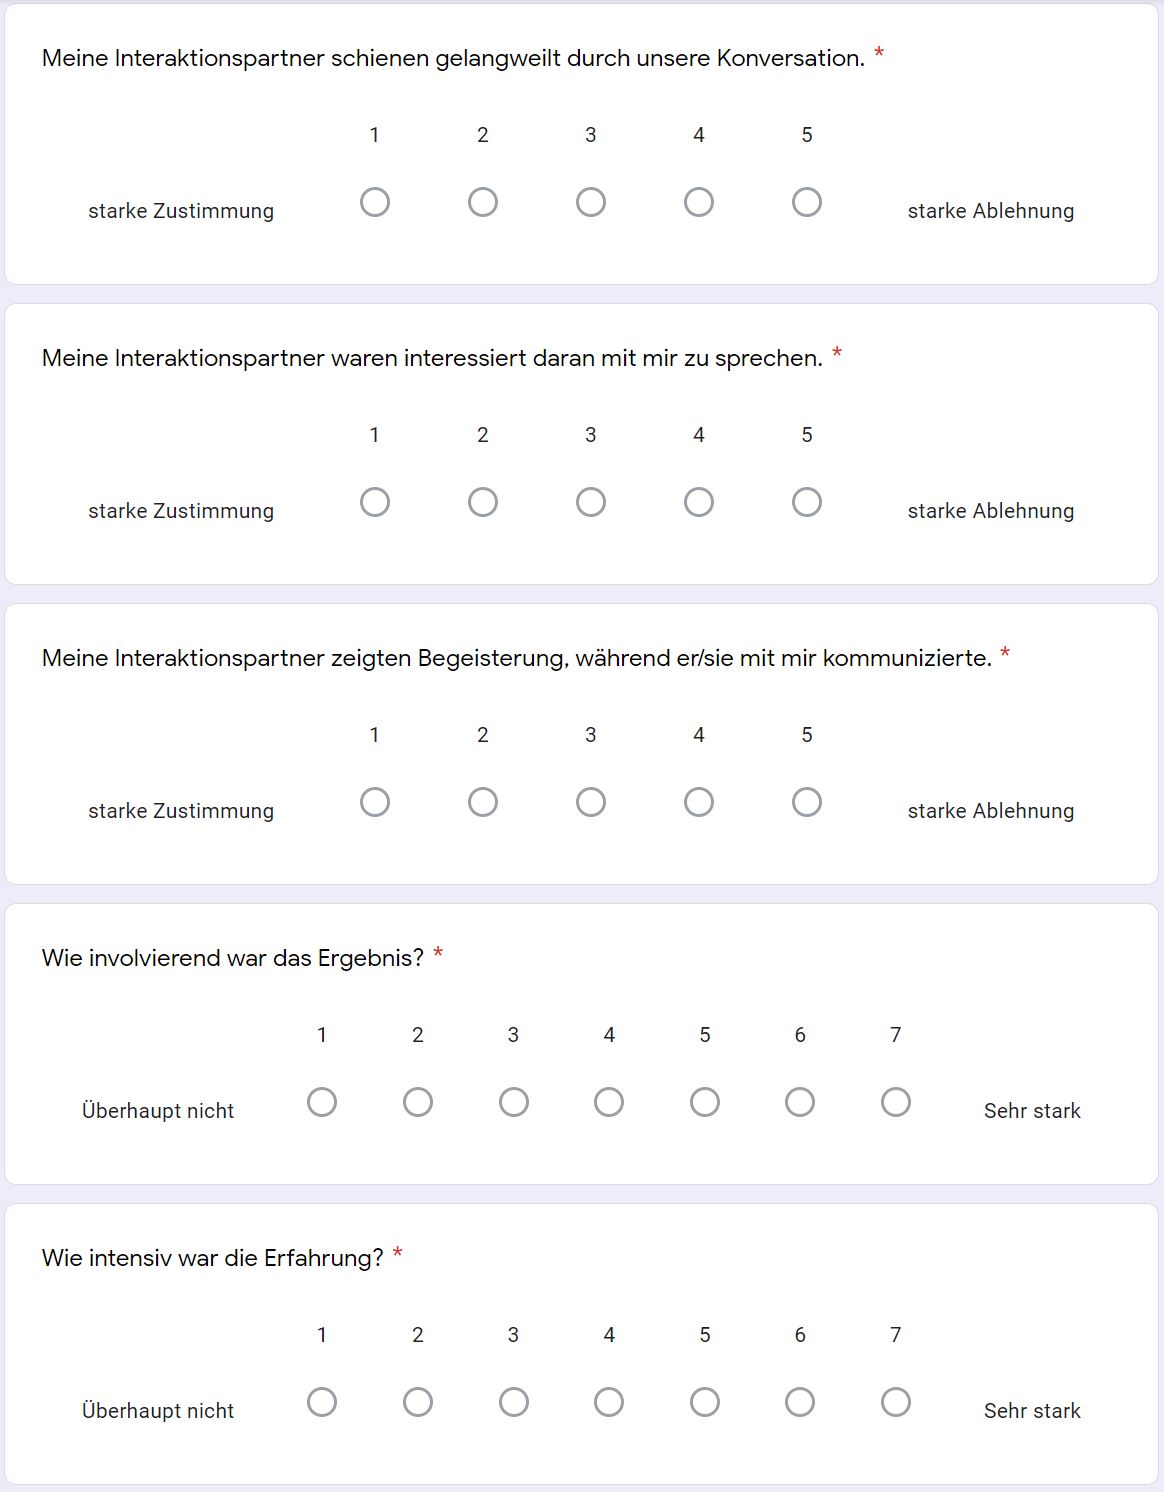 Meine Interaktionspartner schienen gelangweilt durch unsere Konversation. *
1 2 3 4 5
starke Zustimmung starke Ablehnung
Meine Interaktionspartner waren interessiert daran mit mir zu sprechen. *
1 2 3 4 5
starke Zustimmung starke Ablehnung
Meine Interaktionspartner zeigten Begeisterung, während er/sie mit mir kommunizierte. *
1 2 3 4 5
starke Zustimmung starke Ablehnung
Wie involvierend war das Ergebnis? *
1 2 3 4 5 6 7
Überhaupt nicht Sehr stark
Wie intensiv war die Erfahrung? *
1 2 3 4 5 6 7
Überhaupt nicht Sehr stark